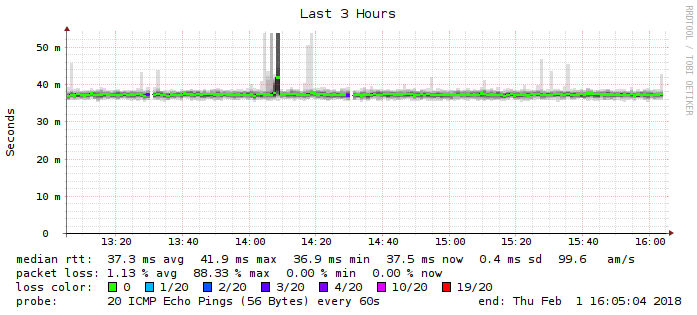 Last 3 Hours
RRDTOOL / TOBI OETIKER
Seconds
50 m
40 m
30 m
20 m
10 m
0
13:20 13:40 14:00 14:20 14:40 15:00 15:20 15:40 16:00
median rtt: 37.3 ms avg 41.9 ms max 36.9 ms min 37.5 ms now 0.4 ms sd 99.6 am/s
packet loss: 1.13 % avg 88.33 % max 0.00 % min 0.00 % now
loss color: 0 1/20 2/20 3/20 4/20 10/20 19/20
probe: 20 ICMP Echo Pings (56 Bytes) every 60s end: Thu Feb 1 16:05:04 2018